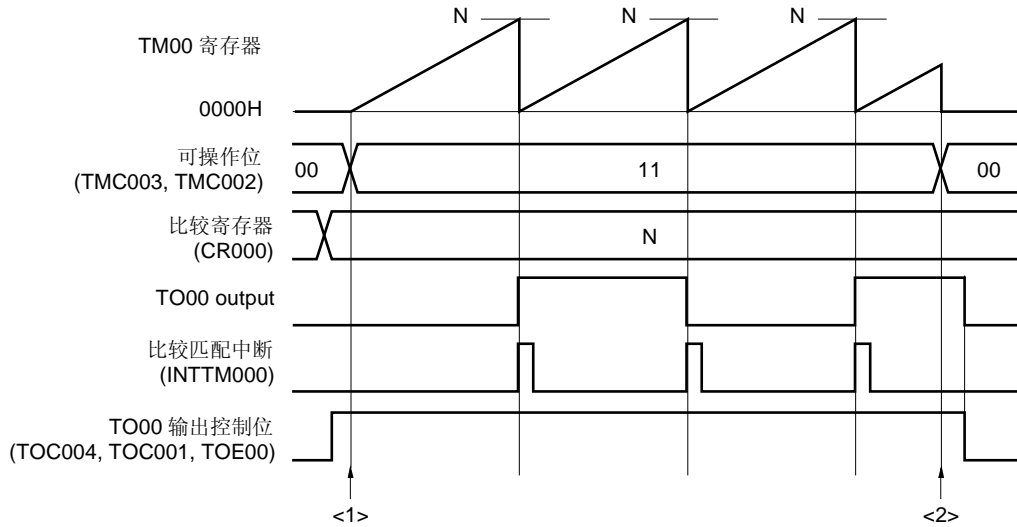 N
N
N
TM00 寄存器
0000H
可操作位
(TMC003, TMC002)
00
11
00
比较寄存器
(CR000)
N
TO00 output
比较匹配中断
(INTTM000)
TO00 输出控制位
(TOC004, TOC001, TOE00)
<1>
<2>